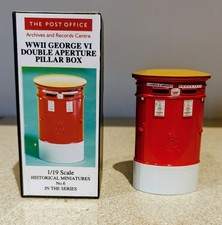 THE POST OFFICE
Archives and Records Centre
WWII GEORGE VI
DOUBLE APERTURE
PILLAR BOX
1/19 Scale
HISTORICAL MINIATURES
No.6
IN THE SERIES